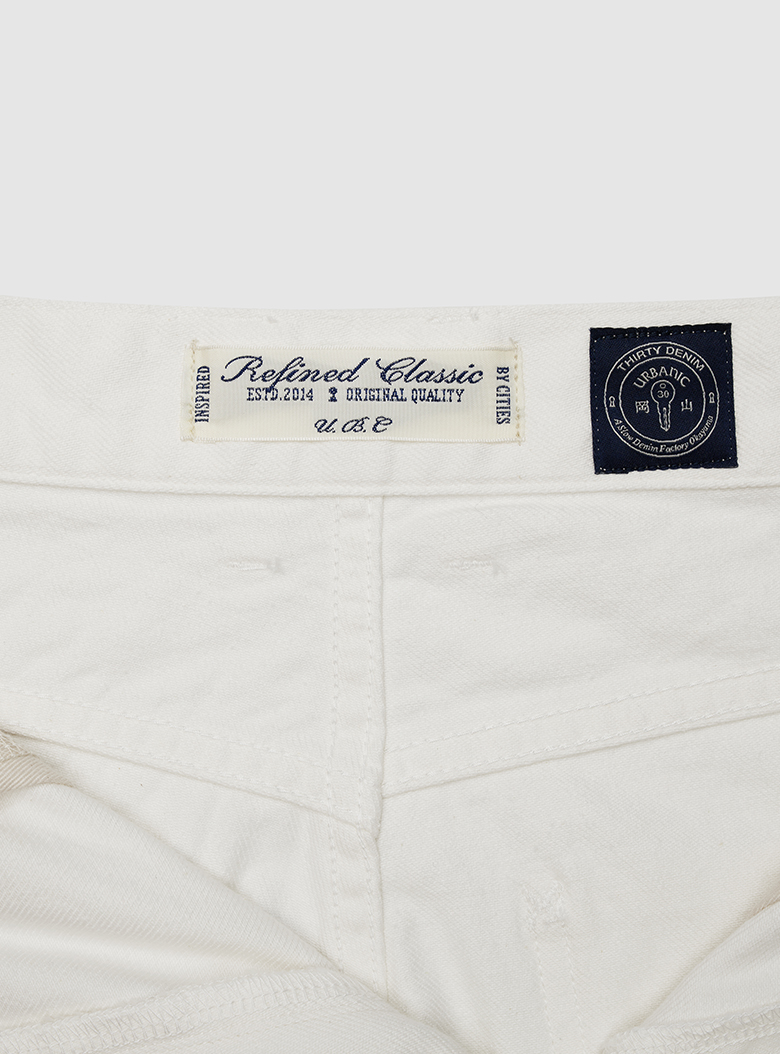 Refined Classic
INSPIRED
ESTD.2014 ORIGINAL QUALITY
BY CITIES
U.B.C
THIRTY DENIM
URBANIC
30
岡 山
A Slow Denim Factory Okayama